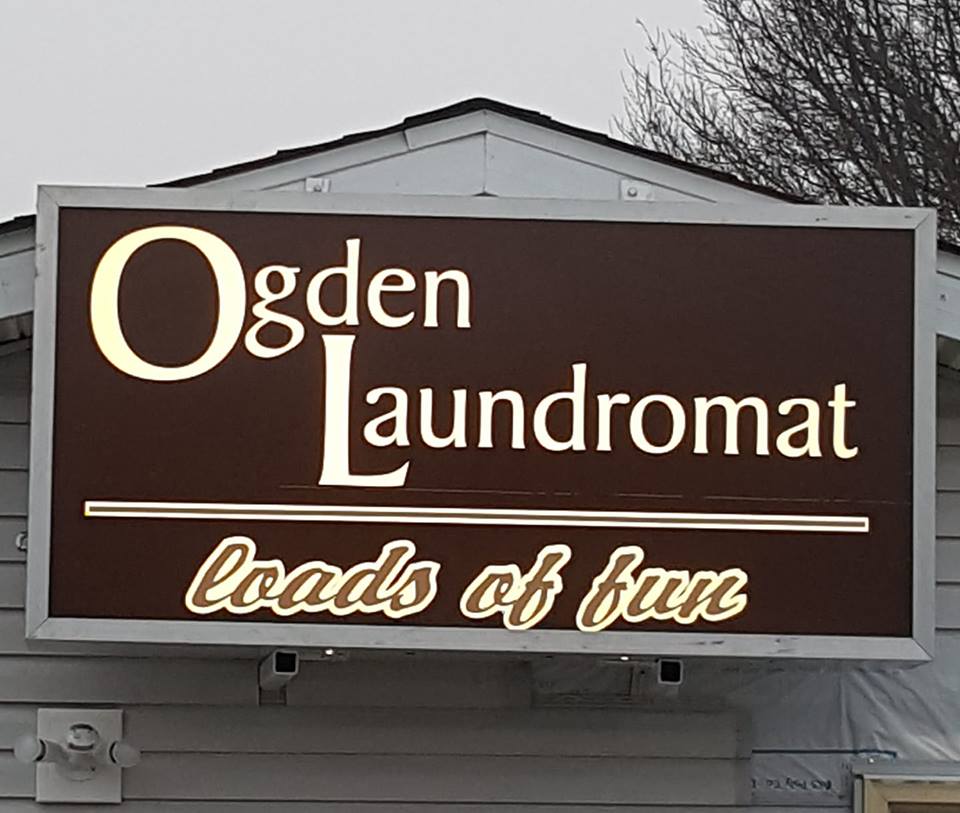 Ogden
Laundromat
loads of fun